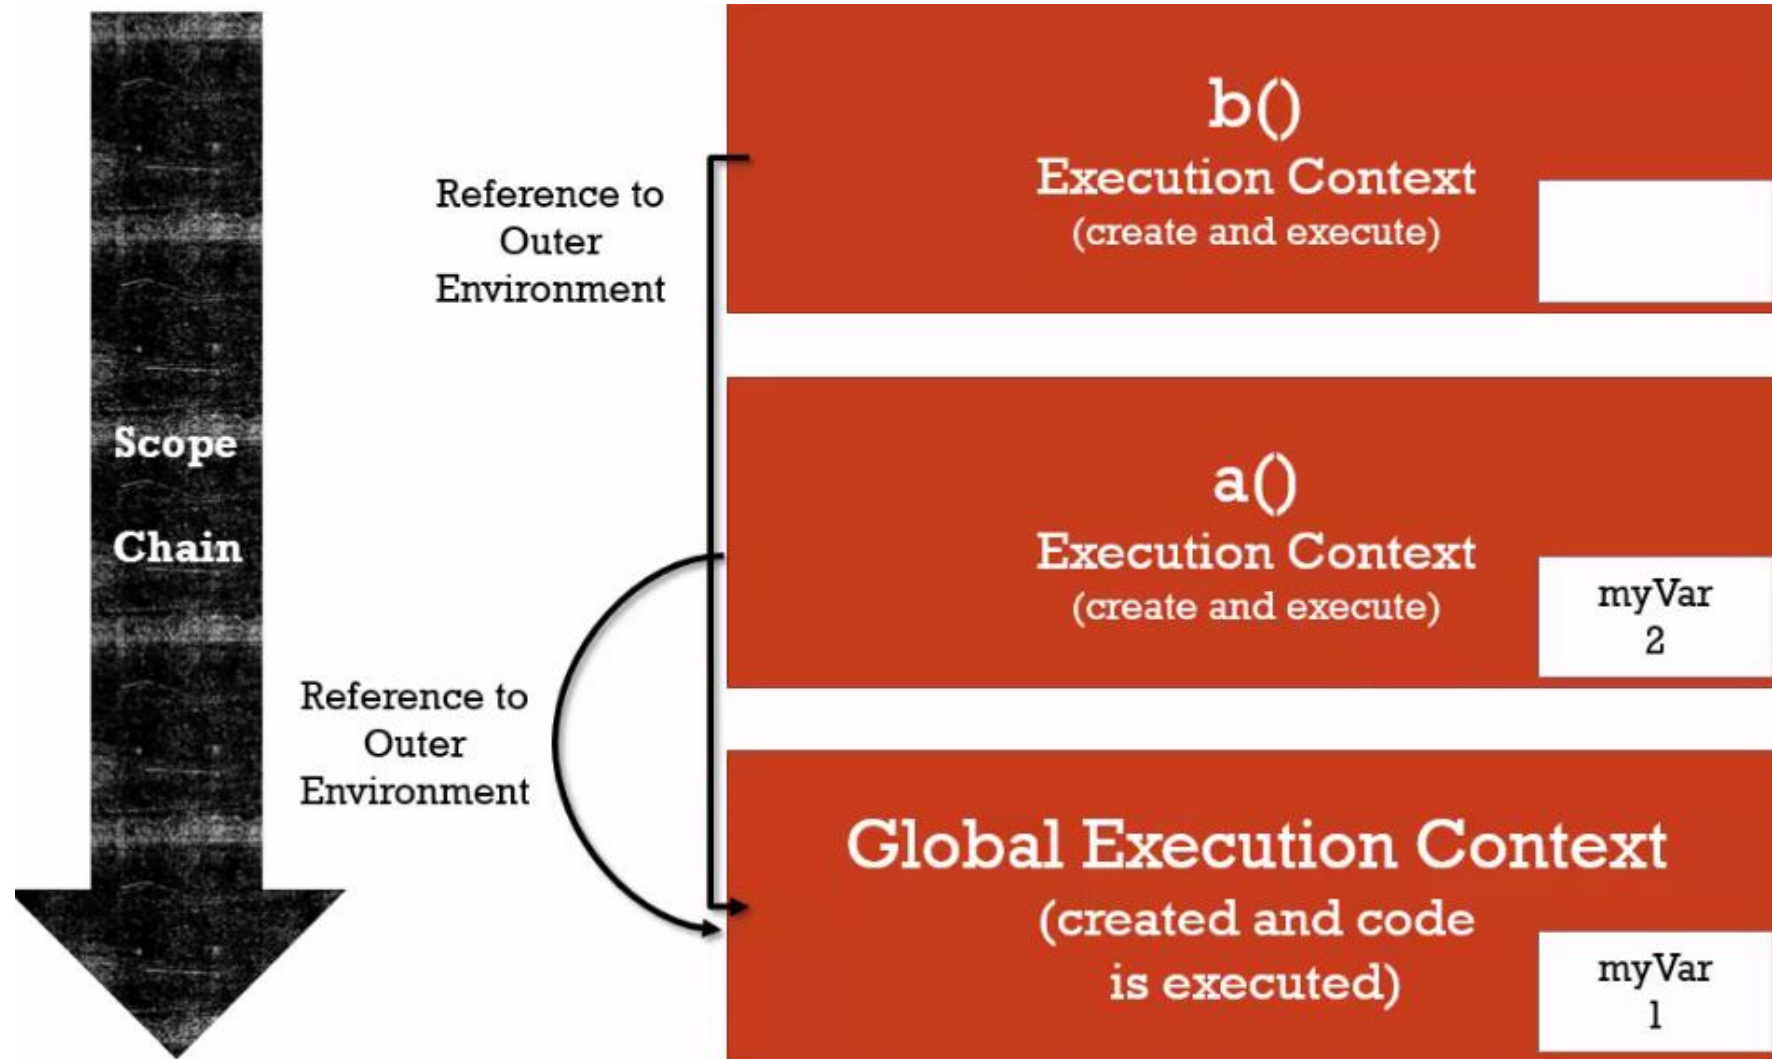 b()
Execution Context
(create and execute)
Reference to
Outer
Environment
Scope
Chain
a()
Execution Context
(create and execute)
myVar
2
Reference to
Outer
Environment
Global Execution Context
(created and code
is executed)
myVar
1